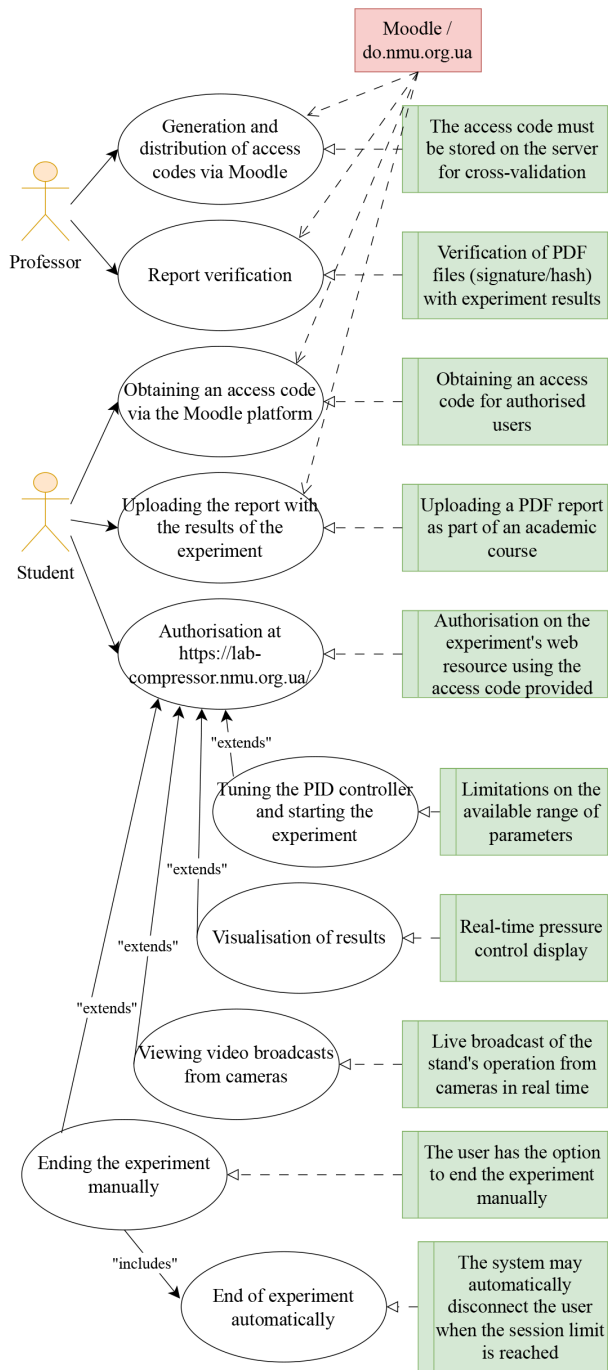 Moodle /
do.nmu.org.ua
Generation and
distribution of access
codes via Moodle
The access code must
be stored on the server
for cross-validation
Professor
Report verification
Verification of PDF
files (signature/hash)
with experiment results
Obtaining an access code
via the Moodle platform
Obtaining an access
code for authorised
users
Student
Uploading the report with
the results of the
experiment
Uploading a PDF report
as part of an academic
course
Authorisation at
https://lab-
compressor.nmu.org.ua/
Authorisation on the
experiment's web
resource using the
access code provided
"extends"
Tuning the PID controller
and starting the
experiment
Limitations on the
available range of
parameters
"extends"
Visualisation of results
Real-time pressure
control display
"extends"
Viewing video broadcasts
from cameras
Live broadcast of the
stand's operation from
cameras in real time
"extends"
Ending the experiment
manually
The user has the option
to end the experiment
manually
"includes"
End of experiment
automatically
The system may
automatically
disconnect the user
when the session limit
is reached